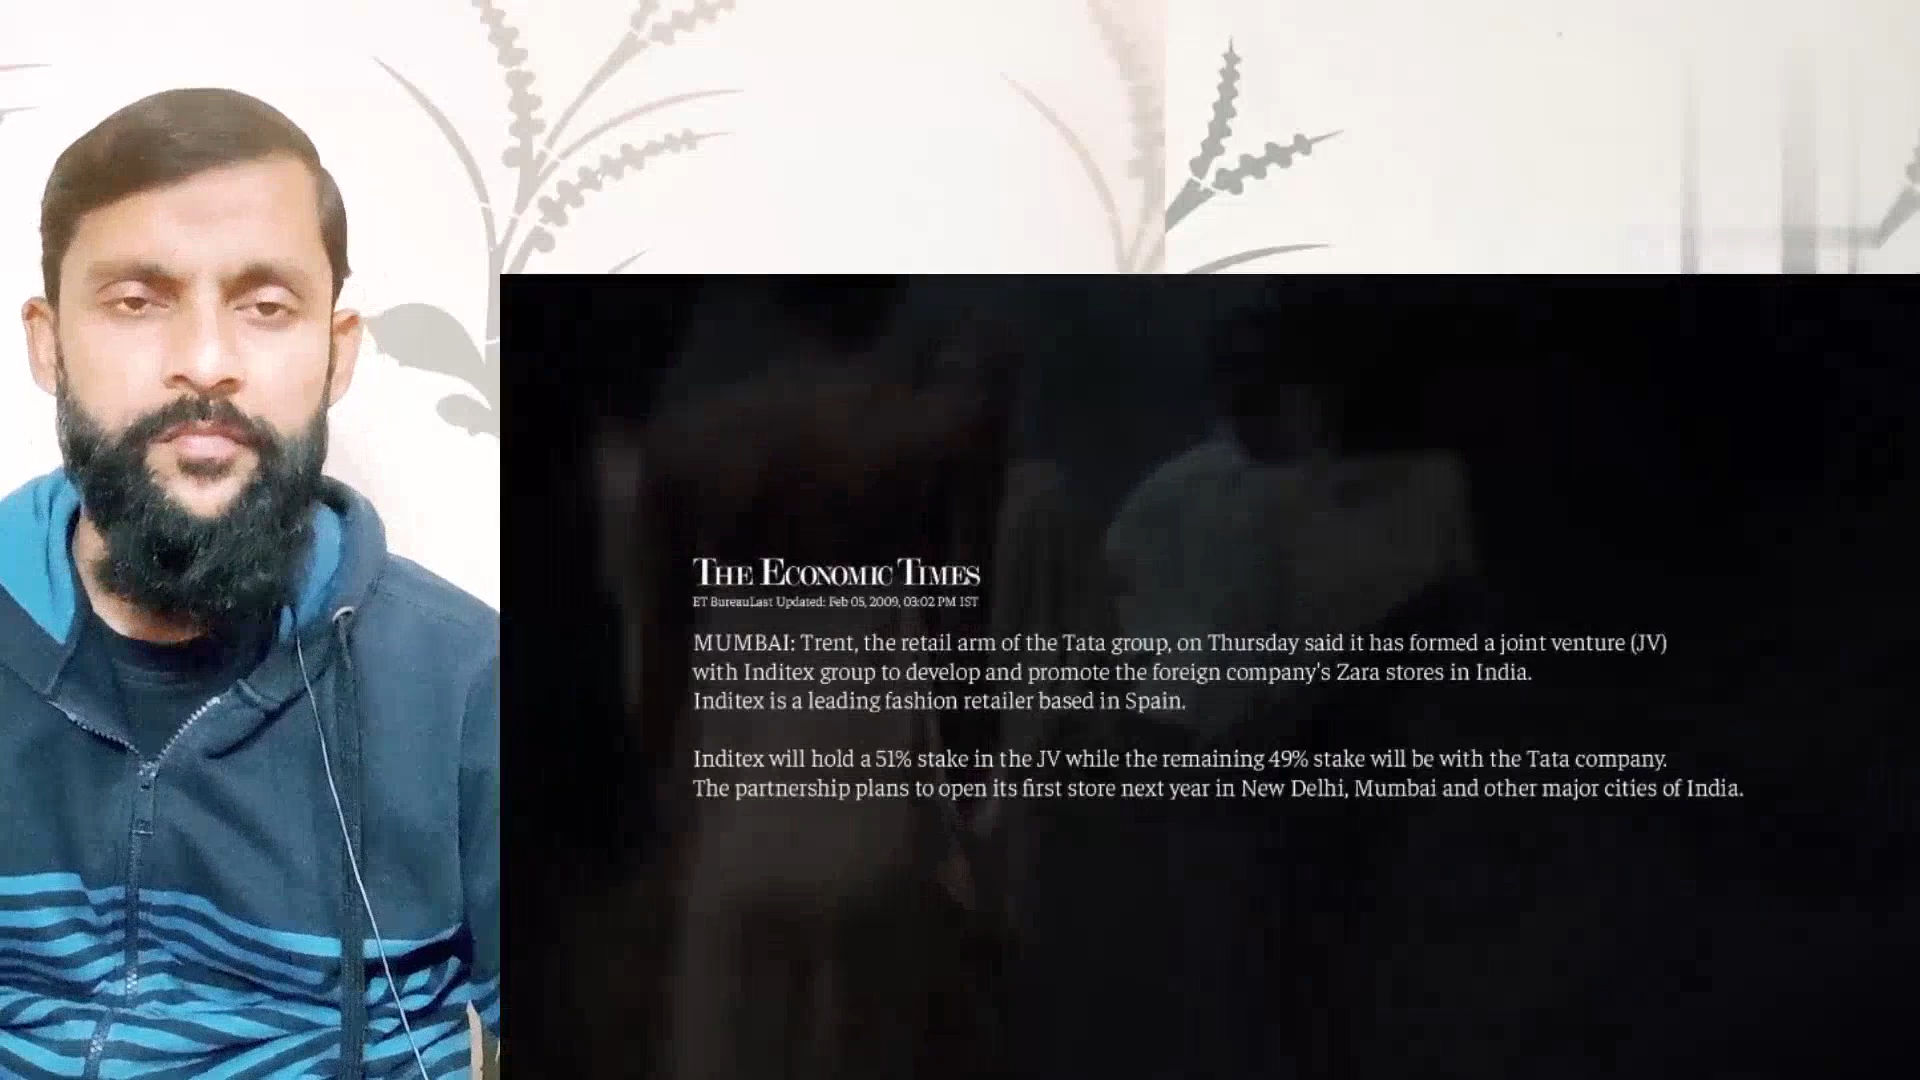 THE ECONOMIC TIMES
ET BureauLast Updated: Feb 05, 2009, 03:02 PM IST
MUMBAI: Trent, the retail arm of the Tata group, on Thursday said it has formed a joint venture (JV)
with Inditex group to develop and promote the foreign company's Zara stores in India.
Inditex is a leading fashion retailer based in Spain.
Inditex will hold a 51% stake in the JV while the remaining 49% stake will be with the Tata company.
The partnership plans to open its first store next year in New Delhi, Mumbai and other major cities of India.